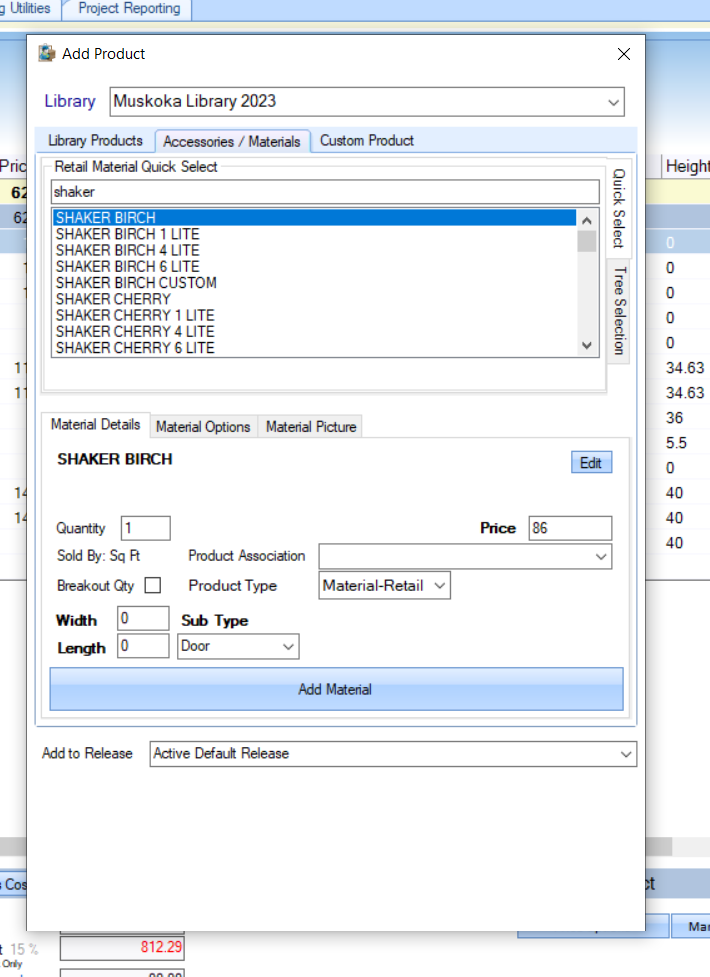 g Utilities
Project Reporting
Add Product
Library
Muskoka Library 2023
Library Products
Accessories / Materials
Custom Product
Pric
Height
Retail Material Quick Select
shaker
Quick Select
Tree Selection
SHAKER BIRCH
SHAKER BIRCH 1 LITE
SHAKER BIRCH 4 LITE
SHAKER BIRCH 6 LITE
SHAKER BIRCH CUSTOM
SHAKER CHERRY
SHAKER CHERRY 1 LITE
SHAKER CHERRY 4 LITE
SHAKER CHERRY 6 LITE
62
62
11
11
14
14
0
0
0
0
0
34.63
34.63
36
5.5
0
40
40
40
Material Details
Material Options
Material Picture
SHAKER BIRCH
Edit
Quantity
1
Price
86
Sold By: Sq Ft
Product Association
Breakout Qty
Product Type
Material-Retail
Width
0
Sub Type
Length
0
Door
Add Material
Add to Release
Active Default Release
s Cos
ct
Mar
t 15 %
Only
812.29